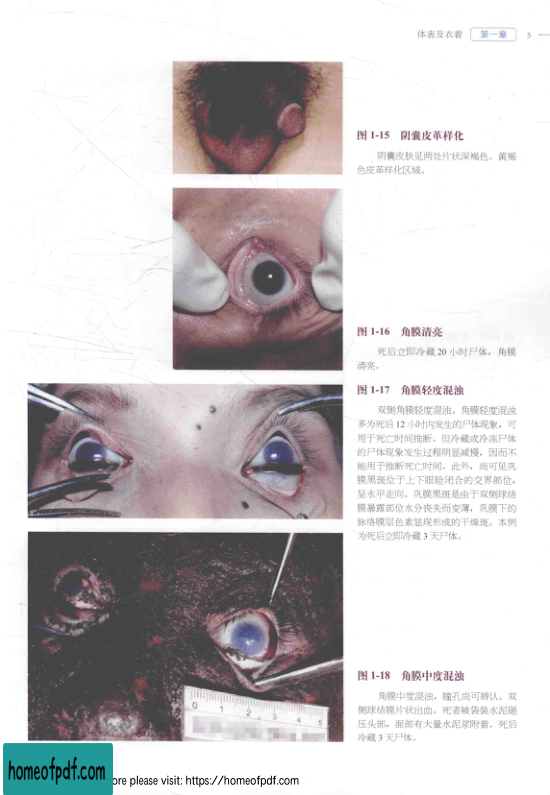 体表及衣着 第一章 5
图 1-15 阴囊皮革样化
阴囊皮肤见两处片状深褐色、黄褐
色皮革样化区域。
图 1-16 角膜清亮
死后立即冷藏 20 小时尸体，角膜
清亮。
图 1-17 角膜轻度混浊
双侧角膜轻度混浊。角膜轻度混浊
多为死后 12 小时内发生的尸体现象，可
用于死亡时间推断。但冷藏或冷冻尸体
的尸体现象发生过程明显减慢，因而不
能用于推断死亡时间。此外，尚可见巩
膜黑斑位于上下眼睑闭合的交界部位，
呈水平走向。巩膜黑斑是由于双侧球结
膜暴露部位水分丧失而变薄，巩膜下的
脉络膜层色素显现形成的干燥斑。本例
为死后立即冷藏 3 天尸体。
0 1 2 3 4 5
图 1-18 角膜中度混浊
角膜中度混浊，瞳孔尚可辨认。双
侧球结膜片状出血。死者被袋装水泥砸
压头部，面部有大量水泥浆附着。死后
冷藏 3 天尸体。
homeofpdf.com
ore please visit: https://homeofpdf.com